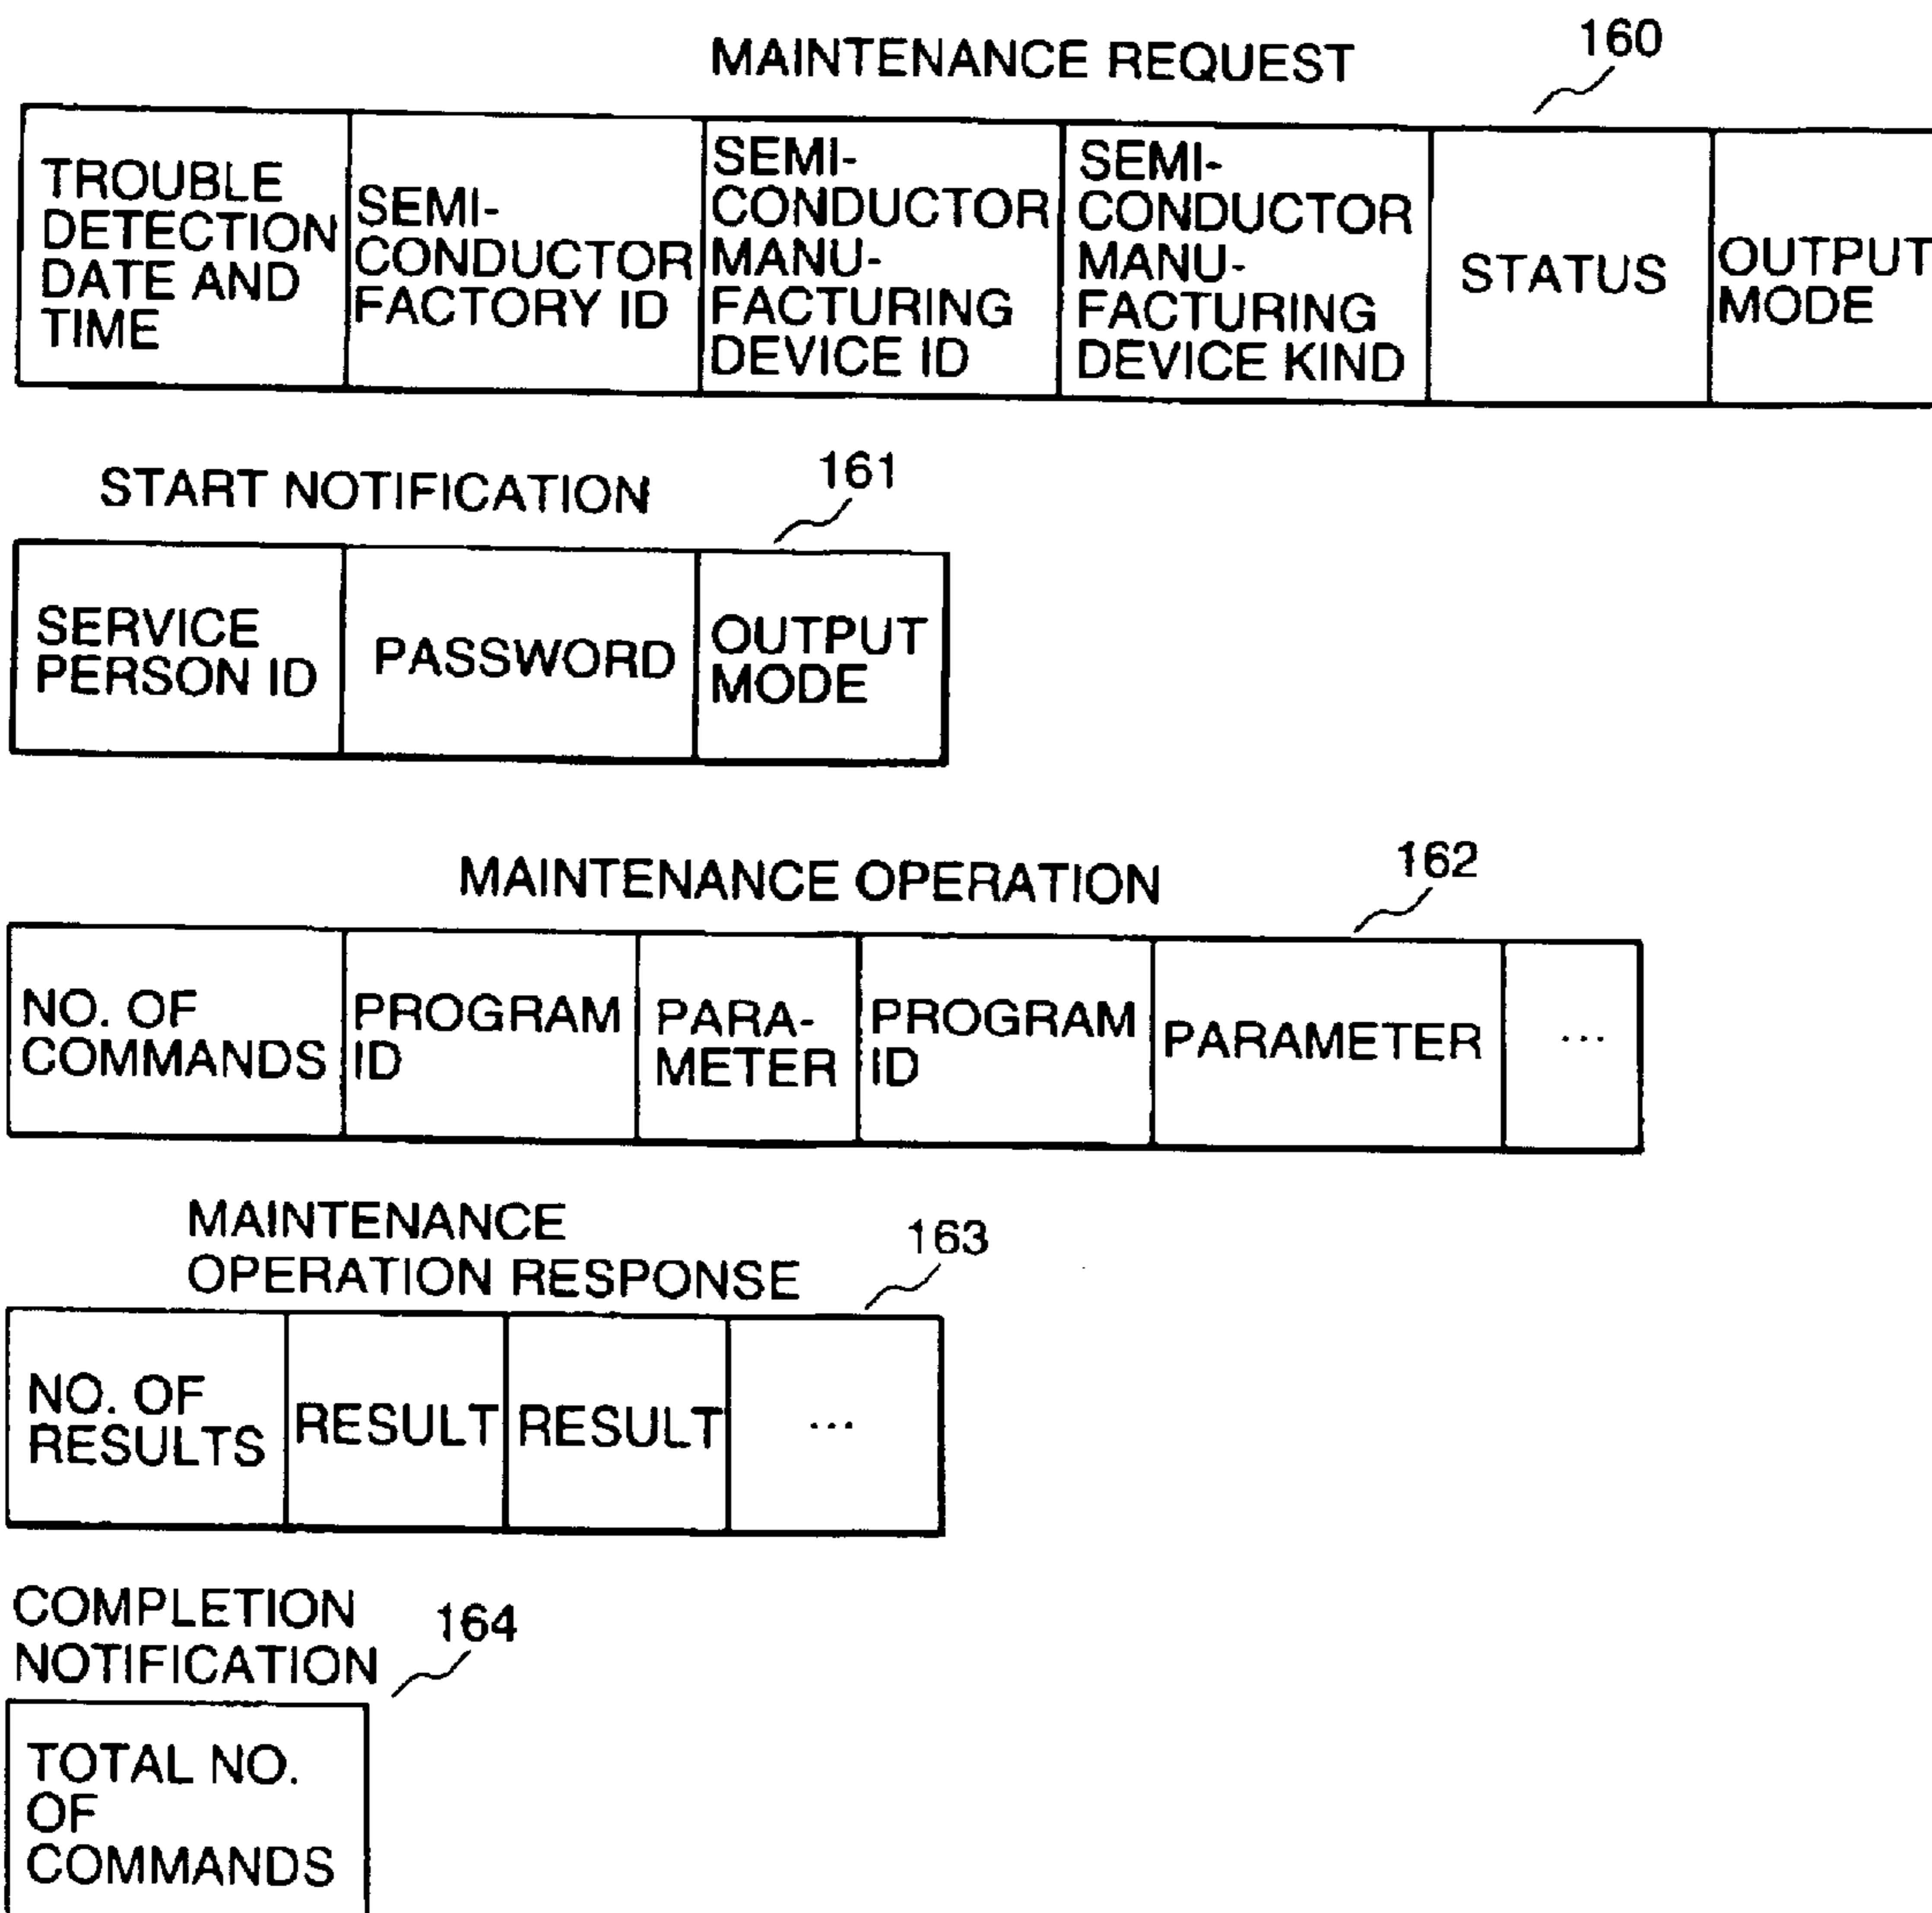 MAINTENANCE REQUEST
160
TROUBLE
DETECTION
DATE AND
TIME
SEMI-
CONDUCTOR
FACTORY ID
SEMI-
CONDUCTOR
MANU-
FACTURING
DEVICE ID
SEMI-
CONDUCTOR
MANU-
FACTURING
DEVICE KIND
STATUS
OUTPUT
MODE
START NOTIFICATION
161
SERVICE
PERSON ID
PASSWORD
OUTPUT
MODE
MAINTENANCE OPERATION
162
NO. OF
COMMANDS
PROGRAM
ID
PARA-
METER
PROGRAM
ID
PARAMETER
...
MAINTENANCE
OPERATION RESPONSE
163
NO. OF
RESULTS
RESULT
RESULT
...
COMPLETION
NOTIFICATION
164
TOTAL NO.
OF
COMMANDS